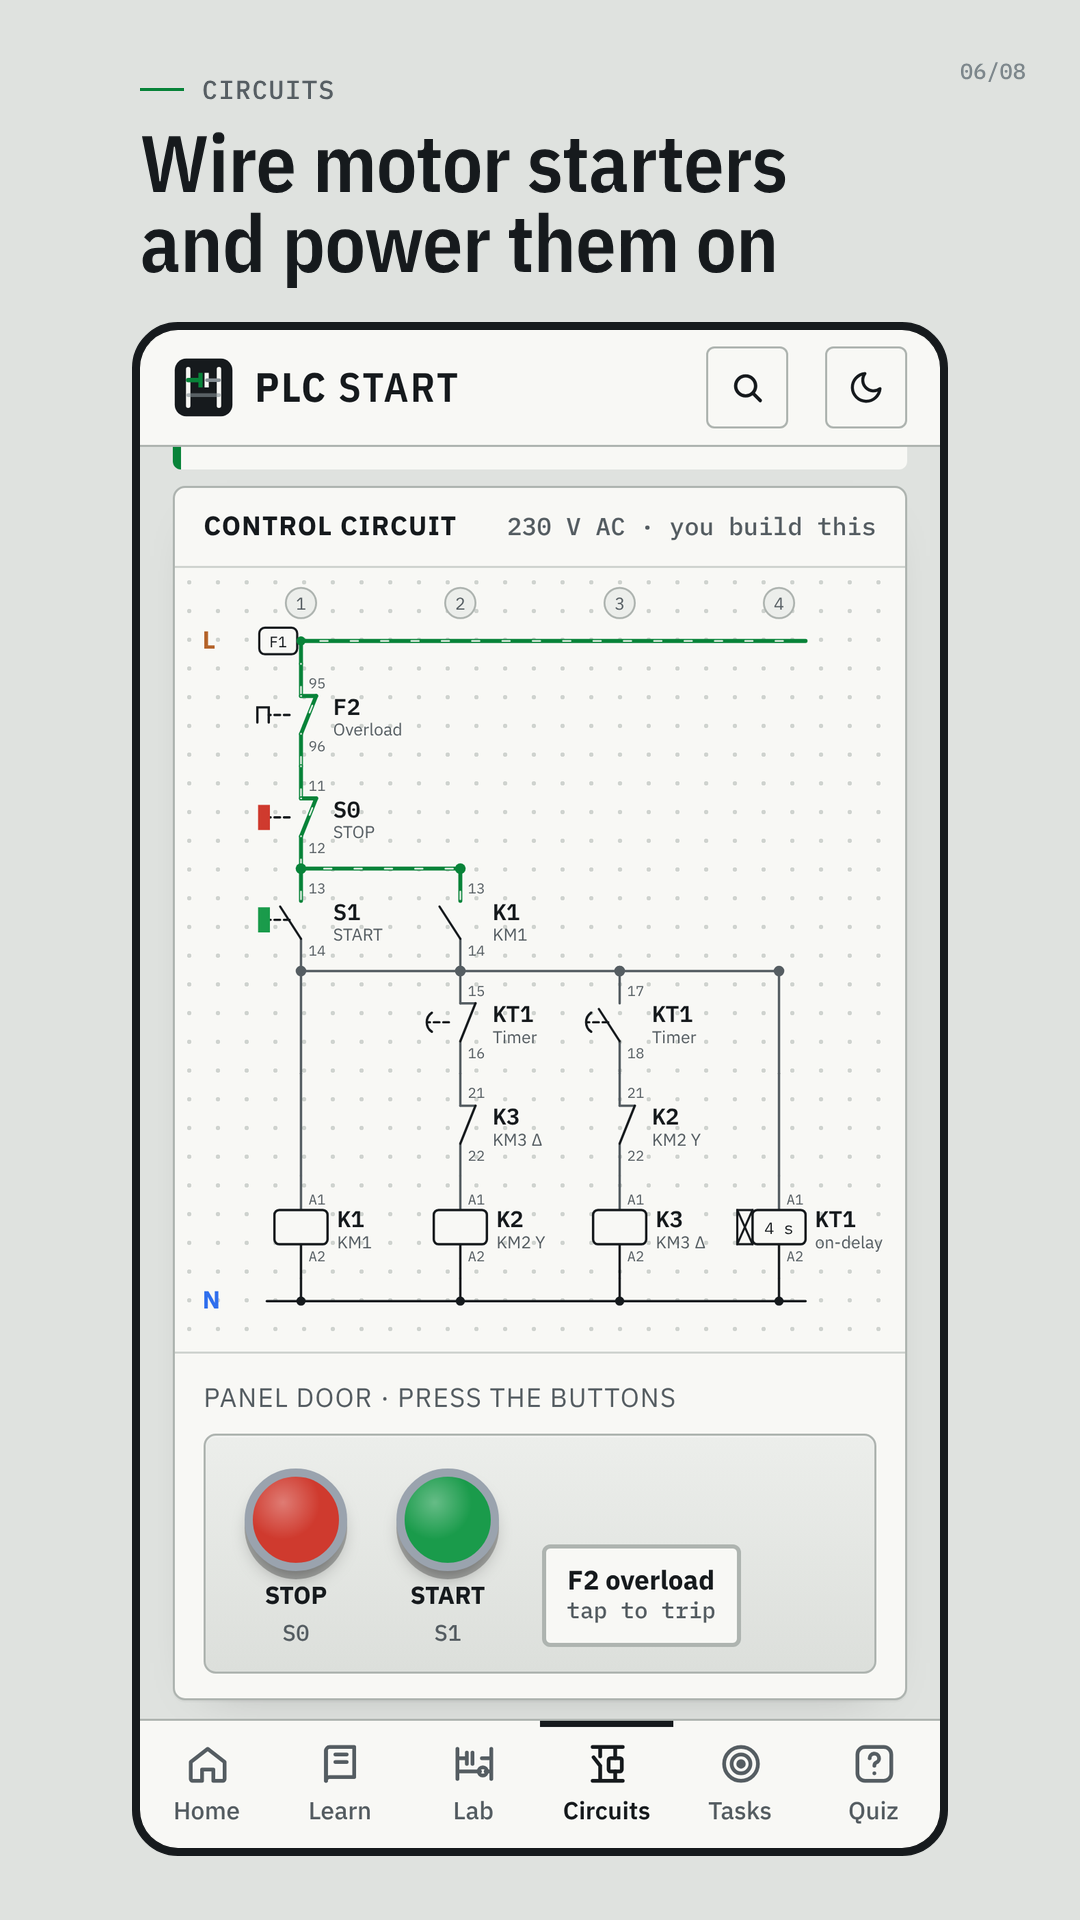 06/08
CIRCUITS
Wire motor starters
and power them on
PLC START
CONTROL CIRCUIT 230 V AC · you build this
1 2 3 4
L F1
95
F2
Overload
96
11
S0
STOP
12
13 13
S1 K1
START KM1
14 14
15 17
KT1 KT1
Timer Timer
16 18
21 21
K3 K2
KM3 Δ KM2 Y
22 22
A1 A1 A1 A1
K1 K2 K3 4 s KT1
KM1 KM2 Y KM3 Δ on-delay
A2 A2 A2 A2
N
PANEL DOOR · PRESS THE BUTTONS
F2 overload
tap to trip
STOP START
S0 S1
Home Learn Lab Circuits Tasks Quiz